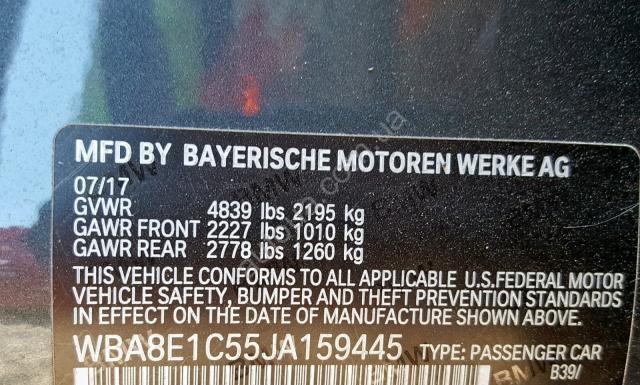 MFD BY BAYERISCHE MOTOREN WERKE AG
07/17
GVWR 4839 lbs 2195 kg
GAWR FRONT 2227 lbs 1010 kg
GAWR REAR 2778 lbs 1260 kg
THIS VEHICLE CONFORMS TO ALL APPLICABLE U.S.FEDERAL MOTOR
VEHICLE SAFETY, BUMPER AND THEFT PREVENTION STANDARDS
IN EFFECT ON THE DATE OF MANUFACTURE SHOWN ABOVE.
WBA8E1C55JA159445 TYPE: PASSENGER CAR
B39/